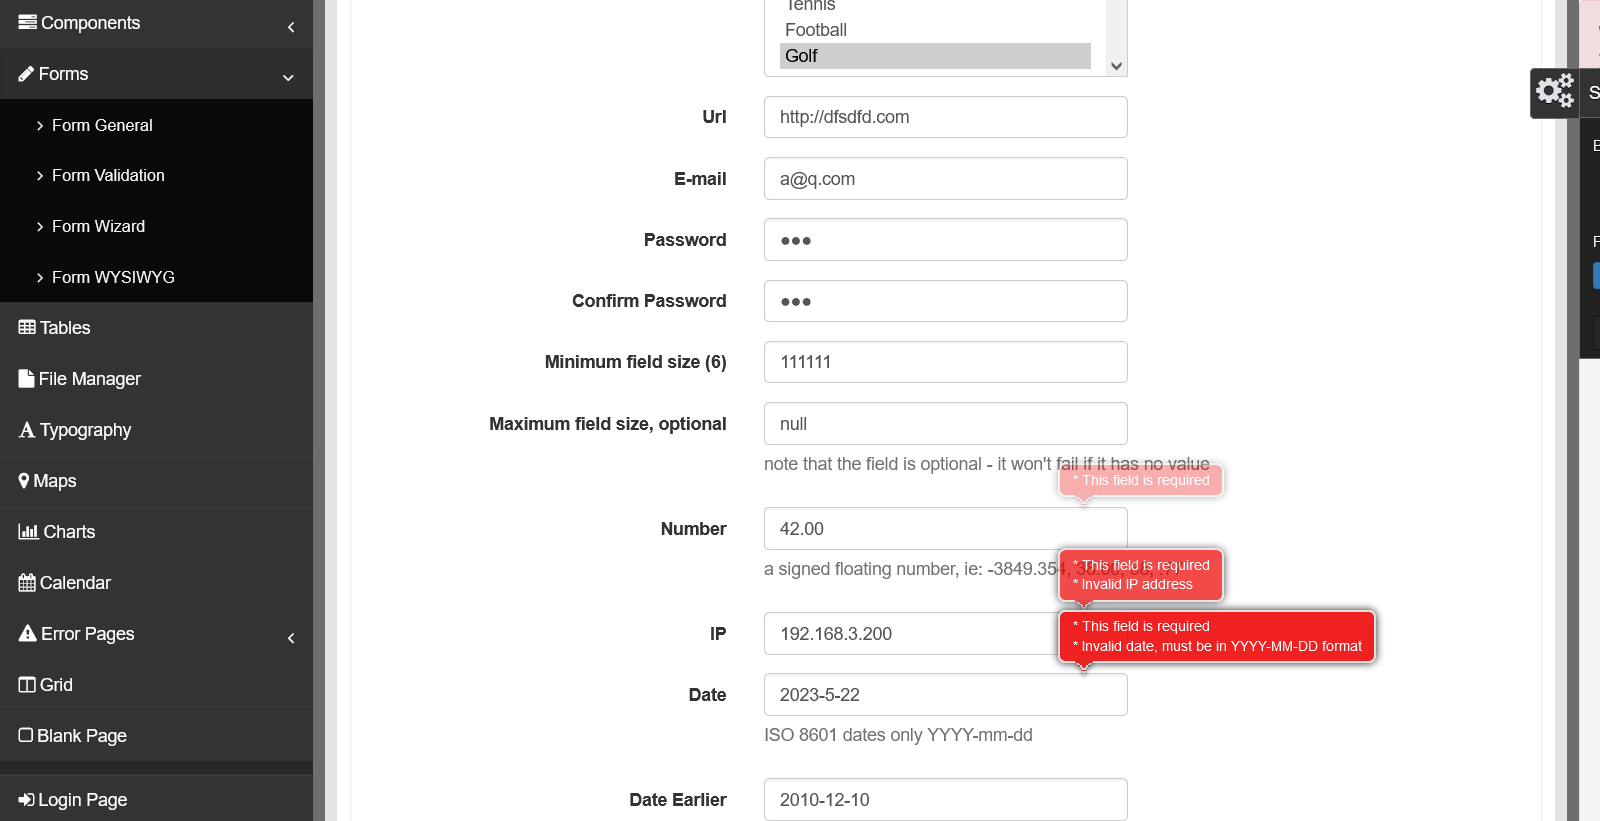 Components
Forms
Form General
Form Validation
Form Wizard
Form WYSIWYG
Tables
File Manager
Typography
Maps
Charts
Calendar
Error Pages
Grid
Blank Page
Login Page
Tennis
Football
Golf
Url
http://dfsdfd.com
E-mail
a@q.com
Password
Confirm Password
Minimum field size (6)
111111
Maximum field size, optional
null
note that the field is optional - it won't fail if it has no value
* This field is required
Number
42.00
a signed floating number, ie: -3849.354,
* This field is required
* Invalid IP address
IP
192.168.3.200
* This field is required
* Invalid date, must be in YYYY-MM-DD format
Date
2023-5-22
ISO 8601 dates only YYYY-mm-dd
Date Earlier
2010-12-10